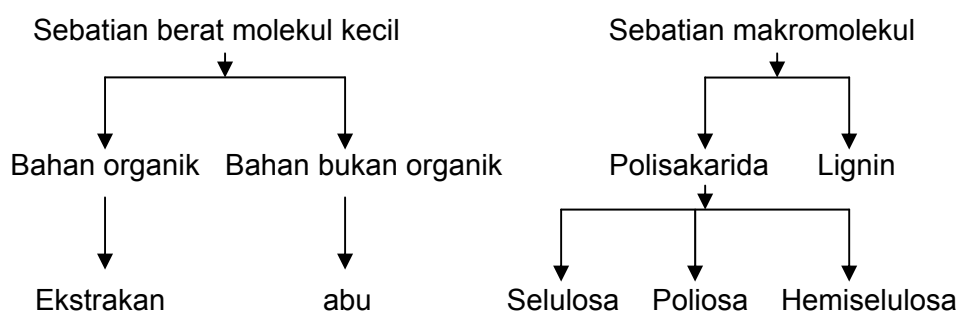 Sebatian berat molekul kecil
Sebatian makromolekul
Bahan organik
Bahan bukan organik
Polisakarida
Lignin
Ekstrakan
abu
Selulosa
Poliosa
Hemiselulosa